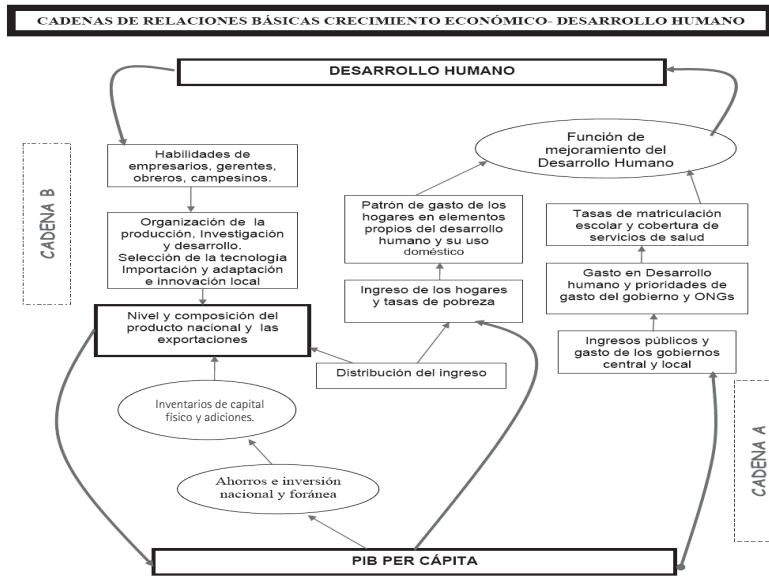 CADENAS DE RELACIONES BÁSICAS CRECIMIENTO ECONÓMICO- DESARROLLO HUMANO
DESARROLLO HUMANO
CADENA B
Habilidades de
empresarios, gerentes,
obreros, campesinos.
Organización de la
producción, Investigación
y desarrollo.
Selección de la tecnología
Importación y adaptación
e innovación local
Nivel y composición del
producto nacional y las
exportaciones
Inventarios de capital
físico y adiciones.
Ahorros e inversión
nacional y foránea
Función de
mejoramiento del
Desarrollo Humano
Patrón de gasto de los
hogares en elementos
propios del desarrollo
humano y su uso
doméstico
Ingreso de los hogares
y tasas de pobreza
Distribución del ingreso
Tasas de matriculación
escolar y cobertura de
servicios de salud
Gasto en Desarrollo
humano y prioridades de
gasto del gobierno y ONGs
Ingresos públicos y
gasto de los gobiernos
central y local
CADENA A
PIB PER CÁPITA